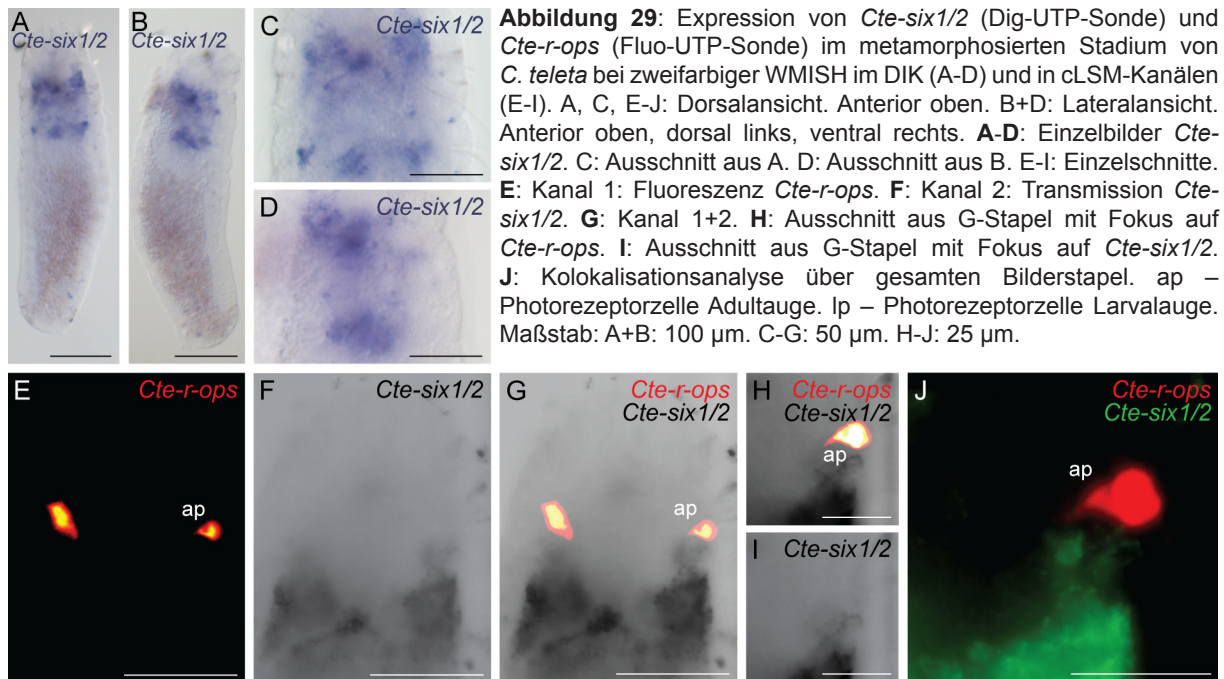 A
Cte-six1/2
B
Cte-six1/2
C
Cte-six1/2
D
Cte-six1/2
Abbildung 29: Expression von Cte-six1/2 (Dig-UTP-Sonde) und
Cte-r-ops (Fluo-UTP-Sonde) im metamorphosierten Stadium von
C. teleta bei zweifarbiger WMISH im DIK (A-D) und in cLSM-Kanälen
(E-I). A, C, E-J: Dorsalansicht. Anterior oben. B+D: Lateralansicht.
Anterior oben, dorsal links, ventral rechts. A-D: Einzelbilder Cte-
six1/2. C: Ausschnitt aus A. D: Ausschnitt aus B. E-I: Einzelschnitte.
E: Kanal 1: Fluoreszenz Cte-r-ops. F: Kanal 2: Transmission Cte-
six1/2. G: Kanal 1+2. H: Ausschnitt aus G-Stapel mit Fokus auf
Cte-r-ops. I: Ausschnitt aus G-Stapel mit Fokus auf Cte-six1/2.
J: Kolokalisationsanalyse über gesamten Bilderstapel. ap –
Photorezeptorzelle Adultauge. lp – Photorezeptorzelle Larvalauge.
Maßstab: A+B: 100 µm. C-G: 50 µm. H-J: 25 µm.
E
Cte-r-ops
ap
F
Cte-six1/2
G
Cte-r-ops
Cte-six1/2
ap
H
Cte-r-ops
Cte-six1/2
ap
I
Cte-six1/2
J
Cte-r-ops
Cte-six1/2
ap